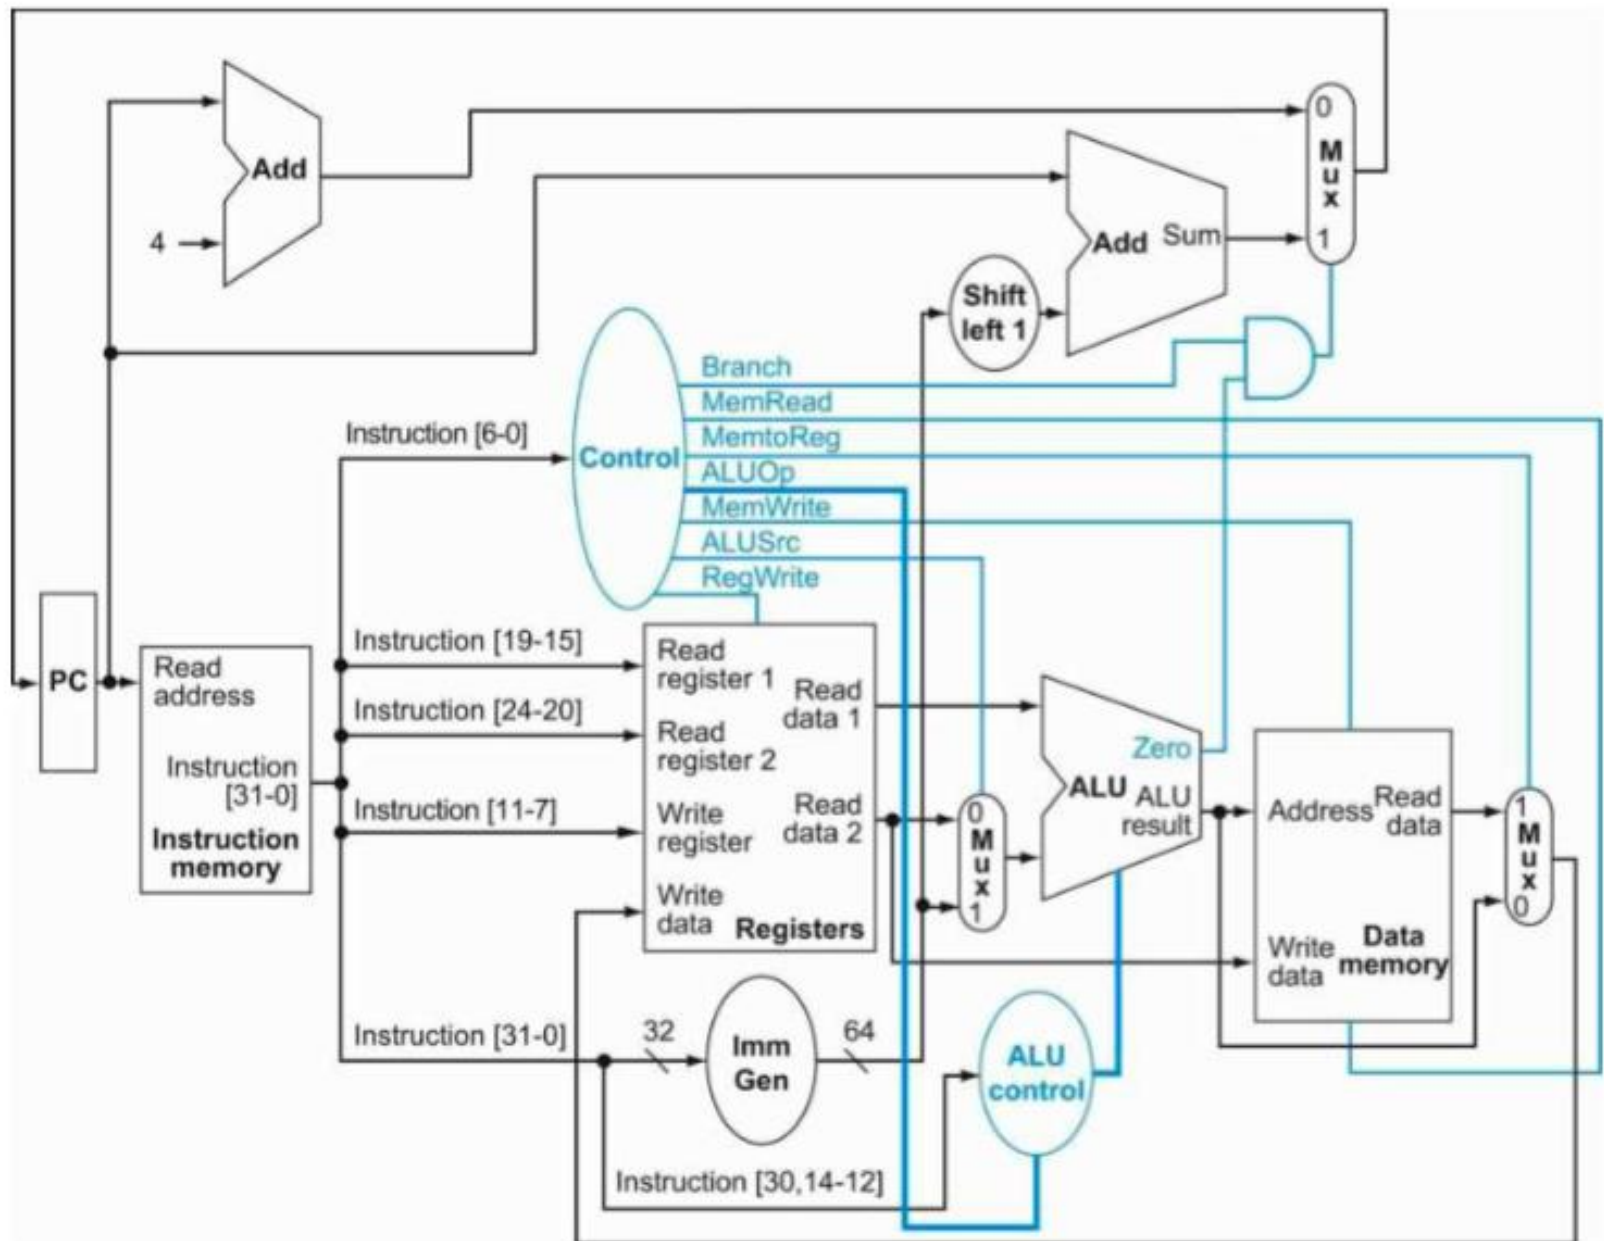 0
M
u
x
1
Add
4
Add Sum
Shift
left 1
Branch
MemRead
MemtoReg
ALUOp
MemWrite
ALUSrc
RegWrite
Control
Instruction [6-0]
PC
Read
address
Instruction
[31-0]
Instruction
memory
Instruction [19-15]
Instruction [24-20]
Instruction [11-7]
Read
register 1
Read
data 1
Read
register 2
Write
register
Read
data 2
Write
data
Registers
0
M
u
x
1
Zero
ALU
ALU
result
Address
Read
data
Write
data
Data
memory
1
M
u
x
0
Instruction [31-0]
32
Imm
Gen
64
ALU
control
Instruction [30,14-12]